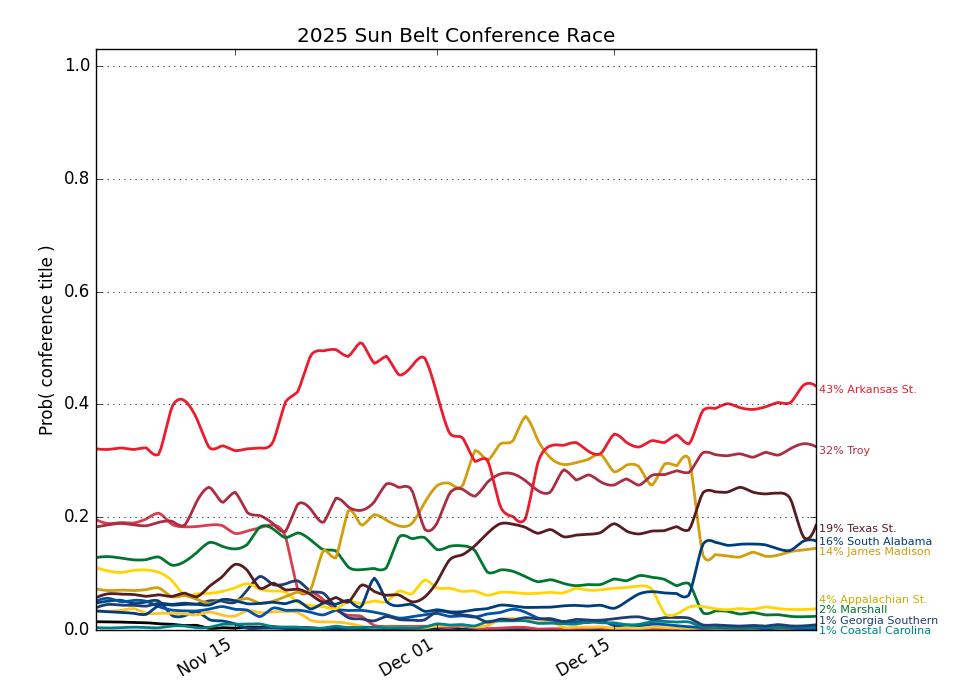 2025 Sun Belt Conference Race
Prob( conference title )
1.0
0.8
0.6
0.4
0.2
0.0
Nov 15
Dec 01
Dec 15
43% Arkansas St.
32% Troy
19% Texas St.
16% South Alabama
14% James Madison
4% Appalachian St.
2% Marshall
1% Georgia Southern
1% Coastal Carolina